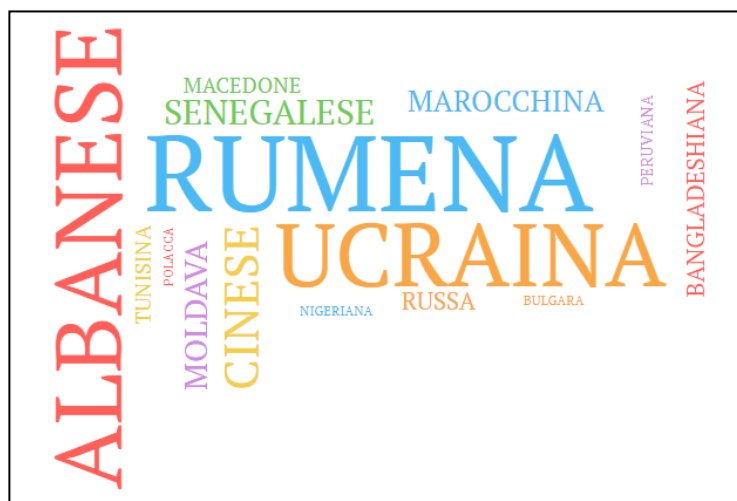 ALBANESE
MACEDONE
SENEGALESE
MAROCCHINA
PERUVIANA
BANGLADESHIANA
RUMENA
UCRAINA
TUNISINA
POLACCA
MOLDAVA
CINESE
NIGERIANA
RUSSA
BULGARA